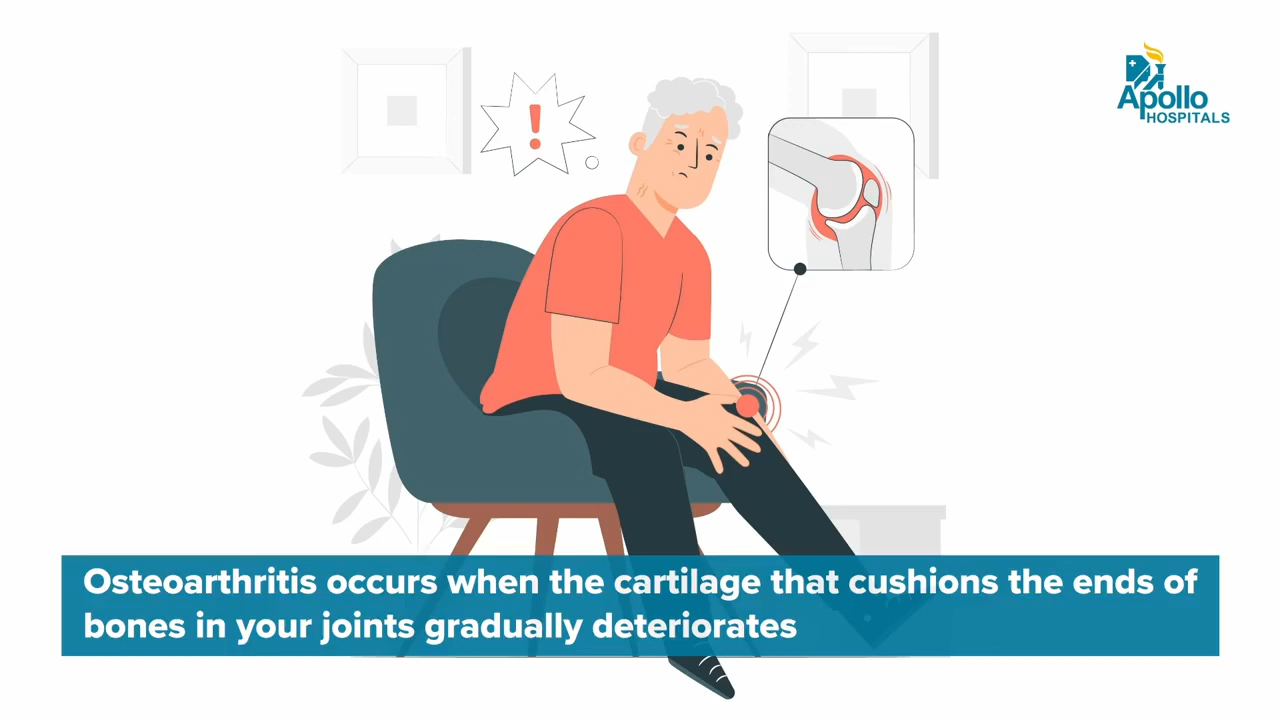 !
Apollo
HOSPITALS
Osteoarthritis occurs when the cartilage that cushions the ends of
bones in your joints gradually deteriorates